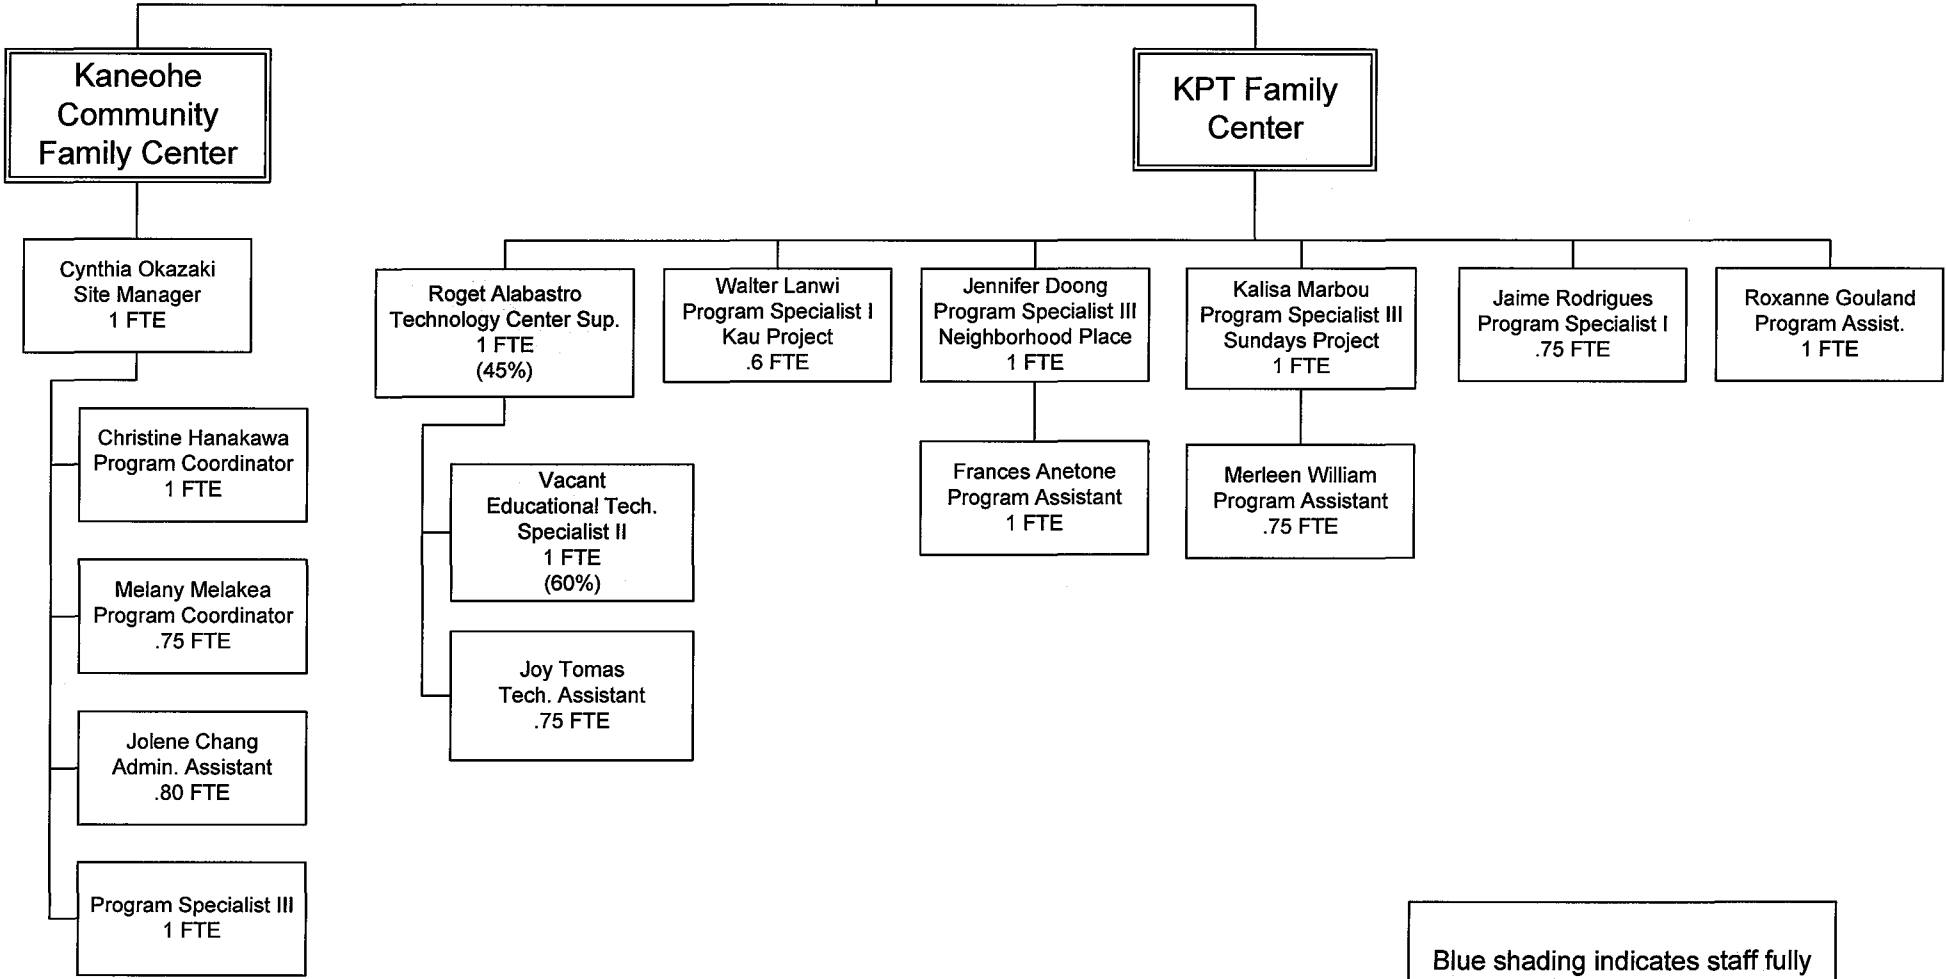 Kaneohe
Community
Family Center
KPT Family
Center
Cynthia Okazaki
Site Manager
1 FTE
Christine Hanakawa
Program Coordinator
1 FTE
Melany Melakea
Program Coordinator
.75 FTE
Jolene Chang
Admin. Assistant
.80 FTE
Program Specialist III
1 FTE
Roget Alabastro
Technology Center Sup.
1 FTE
(45%)
Vacant
Educational Tech.
Specialist II
1 FTE
(60%)
Joy Tomas
Tech. Assistant
.75 FTE
Walter Lanwi
Program Specialist I
Kau Project
.6 FTE
Jennifer Doong
Program Specialist III
Neighborhood Place
1 FTE
Frances Anetone
Program Assistant
1 FTE
Kalisa Marbou
Program Specialist III
Sundays Project
1 FTE
Merleen William
Program Assistant
.75 FTE
Jaime Rodrigues
Program Specialist I
.75 FTE
Roxanne Gouland
Program Assist.
1 FTE
Blue shading indicates staff fully